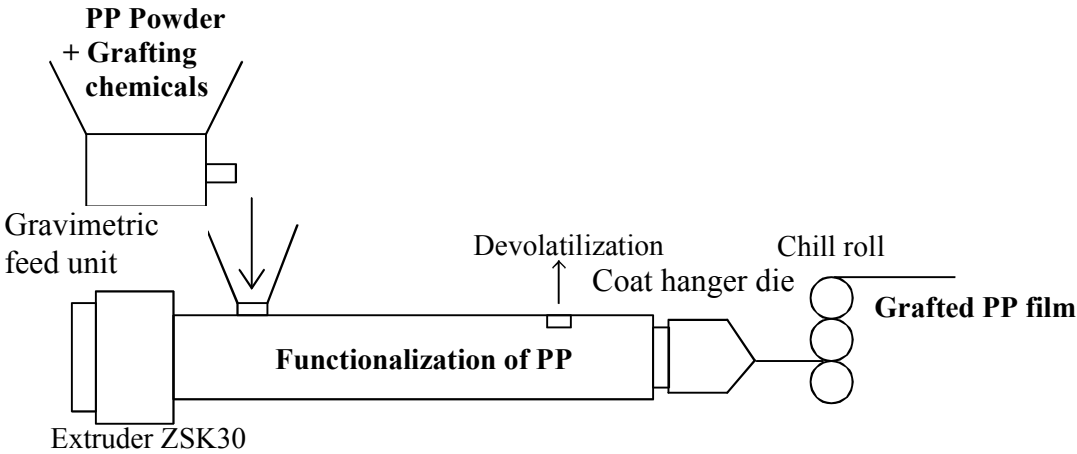 PP Powder
+ Grafting
chemicals
Gravimetric
feed unit
Devolatilization
Chill roll
Coat hanger die
Grafted PP film
Functionalization of PP
Extruder ZSK30